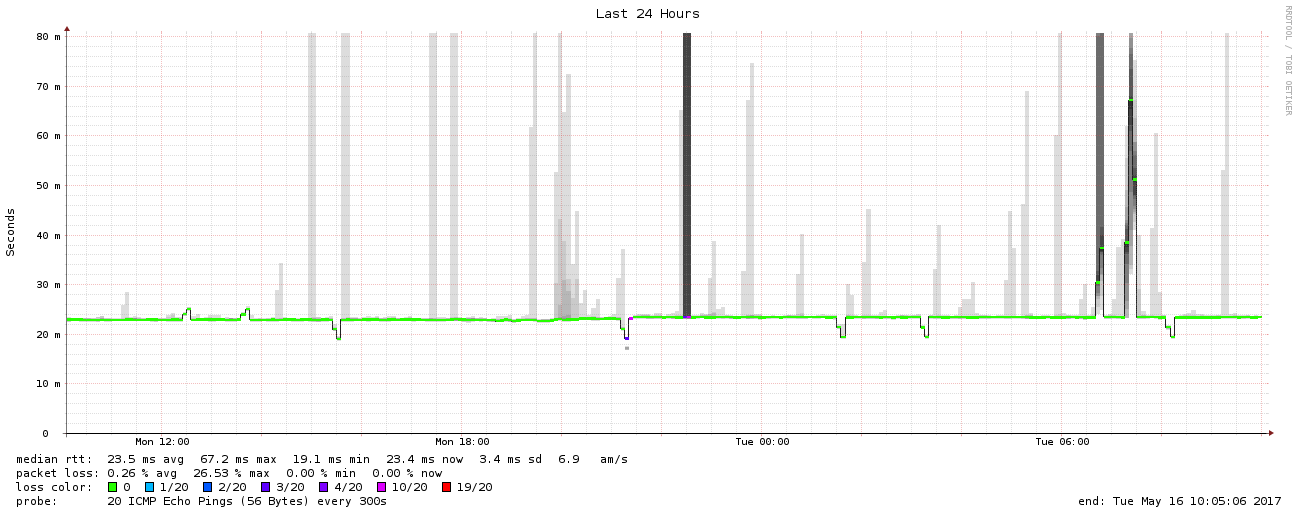 Last 24 Hours
RRDTOOL / TOBI OETIKER
80 m
70 m
60 m
50 m
40 m
30 m
20 m
10 m
0
Seconds
Mon 12:00 Mon 18:00 Tue 00:00 Tue 06:00
median rtt: 23.5 ms avg 67.2 ms max 19.1 ms min 23.4 ms now 3.4 ms sd 6.9 am/s
packet loss: 0.26 % avg 26.53 % max 0.00 % min 0.00 % now
loss color: 0 1/20 2/20 3/20 4/20 10/20 19/20
probe: 20 ICMP Echo Pings (56 Bytes) every 300s end: Tue May 16 10:05:06 2017